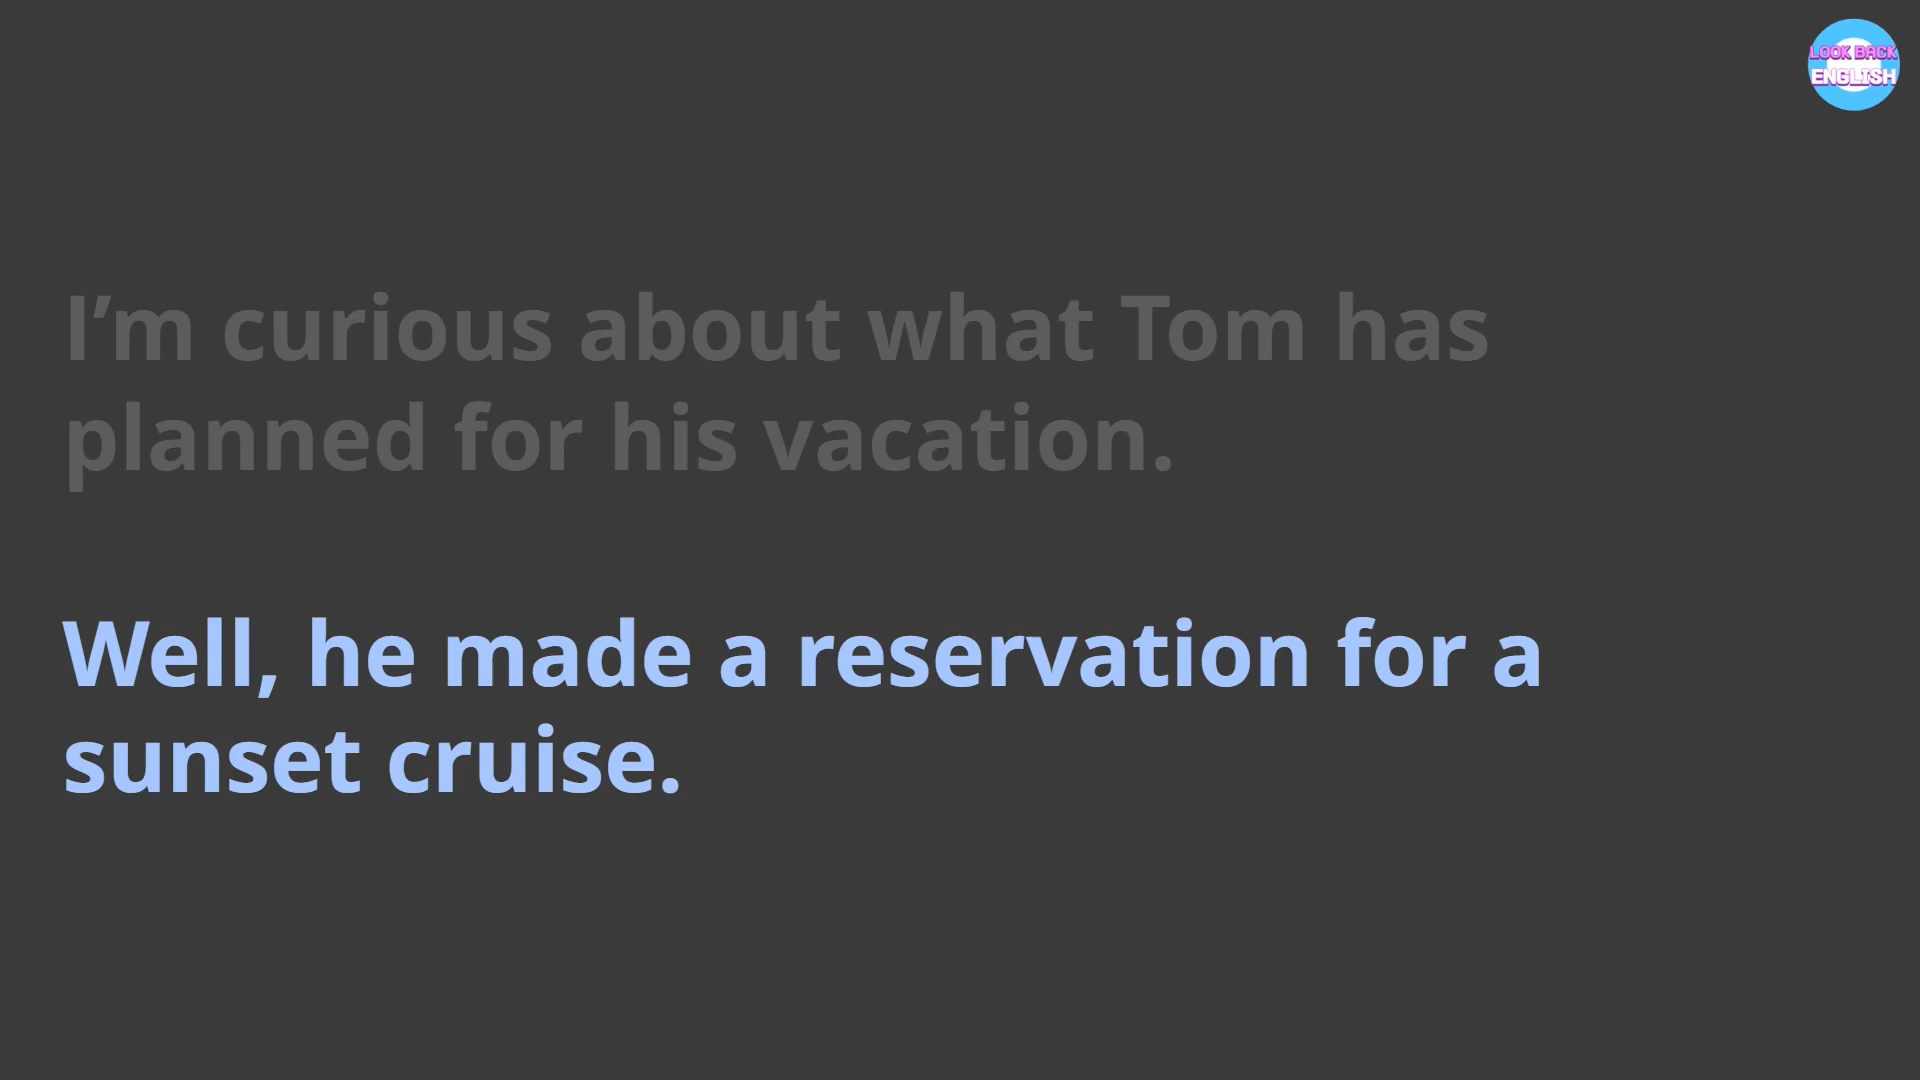 LOOK BACK
ENGLISH
I’m curious about what Tom has
planned for his vacation.
Well, he made a reservation for a
sunset cruise.